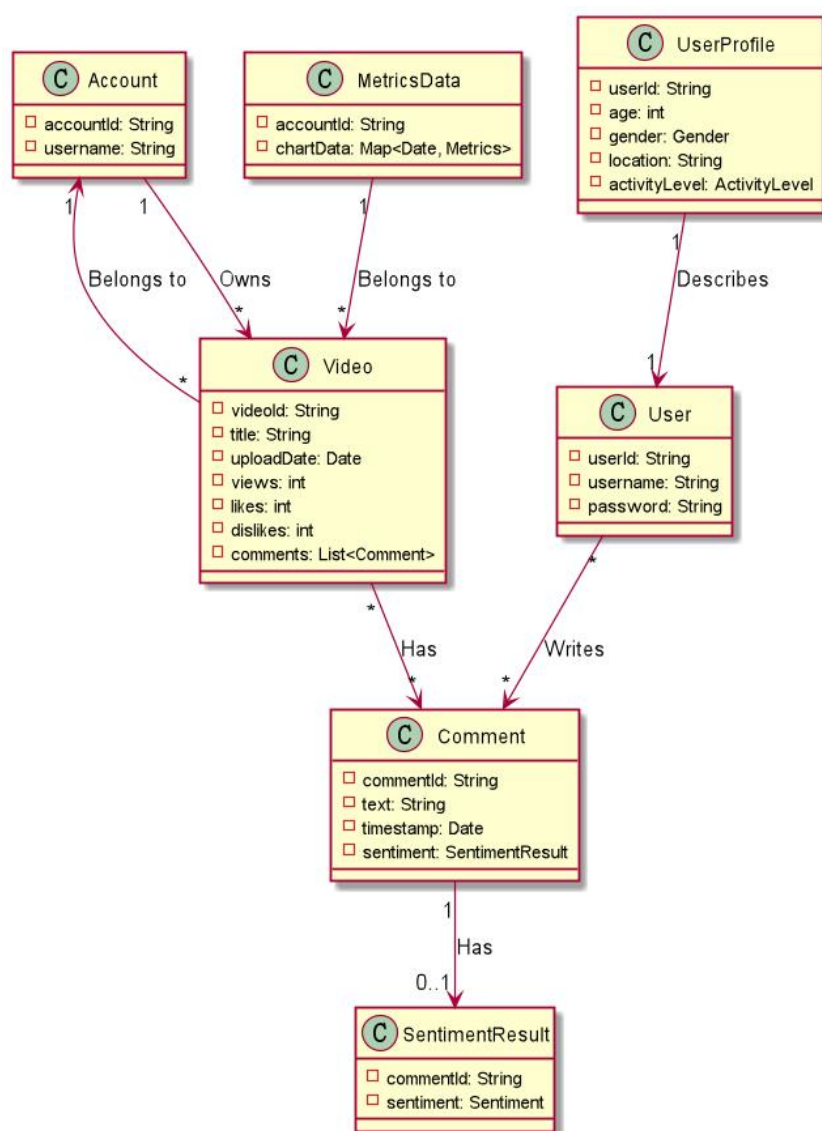 C Account
accountId: String
username: String
C MetricsData
accountId: String
chartData: Map<Date, Metrics>
C UserProfile
userId: String
age: int
gender: Gender
location: String
activityLevel: ActivityLevel
1
1
1
1
Belongs to
Owns
Belongs to
Describes
*
*
*
1
C Video
videoId: String
title: String
uploadDate: Date
views: int
likes: int
dislikes: int
comments: List<Comment>
C User
userId: String
username: String
password: String
*
*
Has
Writes
*
*
C Comment
commentId: String
text: String
timestamp: Date
sentiment: SentimentResult
1
Has
0..1
C SentimentResult
commentId: String
sentiment: Sentiment